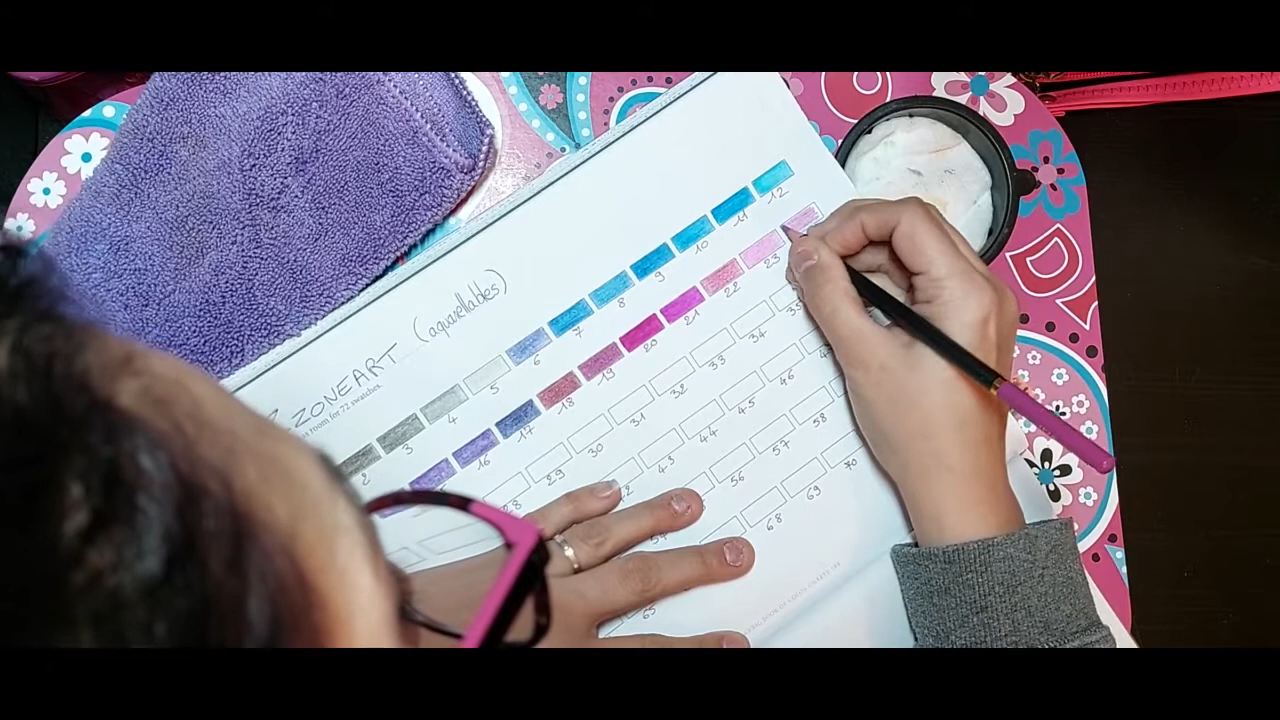 ZONEART (aquarellables)
room for 72 swatches
2 3 4 5 6 7 8 9 10 11 12
16 17 18 19 20 21 22 23
28 29 30 31 32 33 34 35
43 44 45 46
56 57 58
65 68 69 70